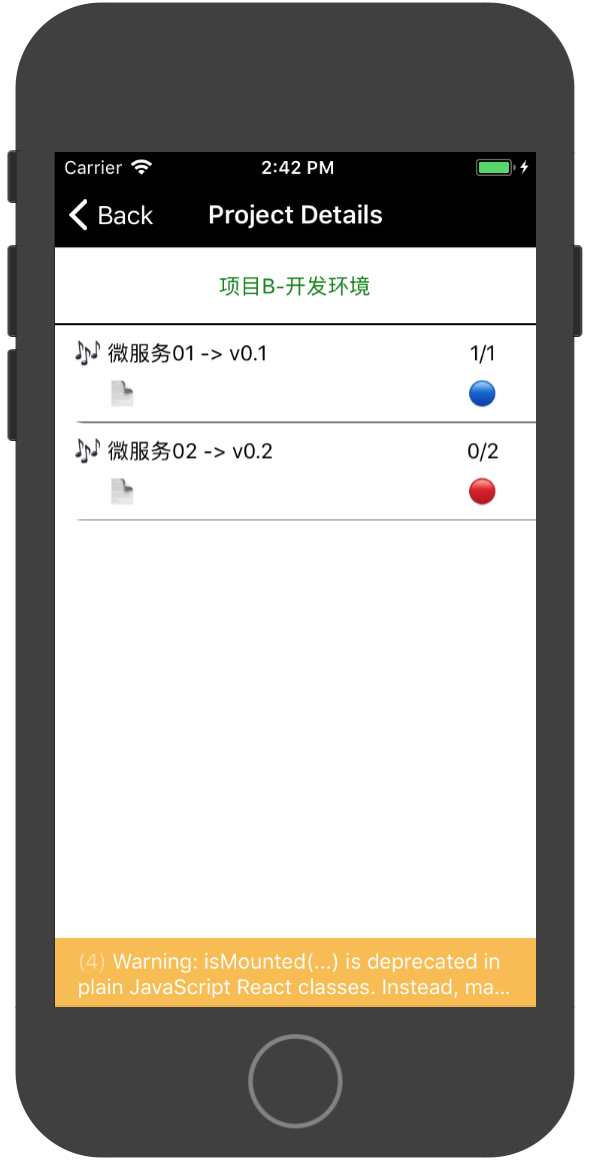 Carrier 2:42 PM
Back Project Details
项目B-开发环境
微服务01 -> v0.1 1/1
微服务02 -> v0.2 0/2
(4) Warning: isMounted(...) is deprecated in
plain JavaScript React classes. Instead, ma...